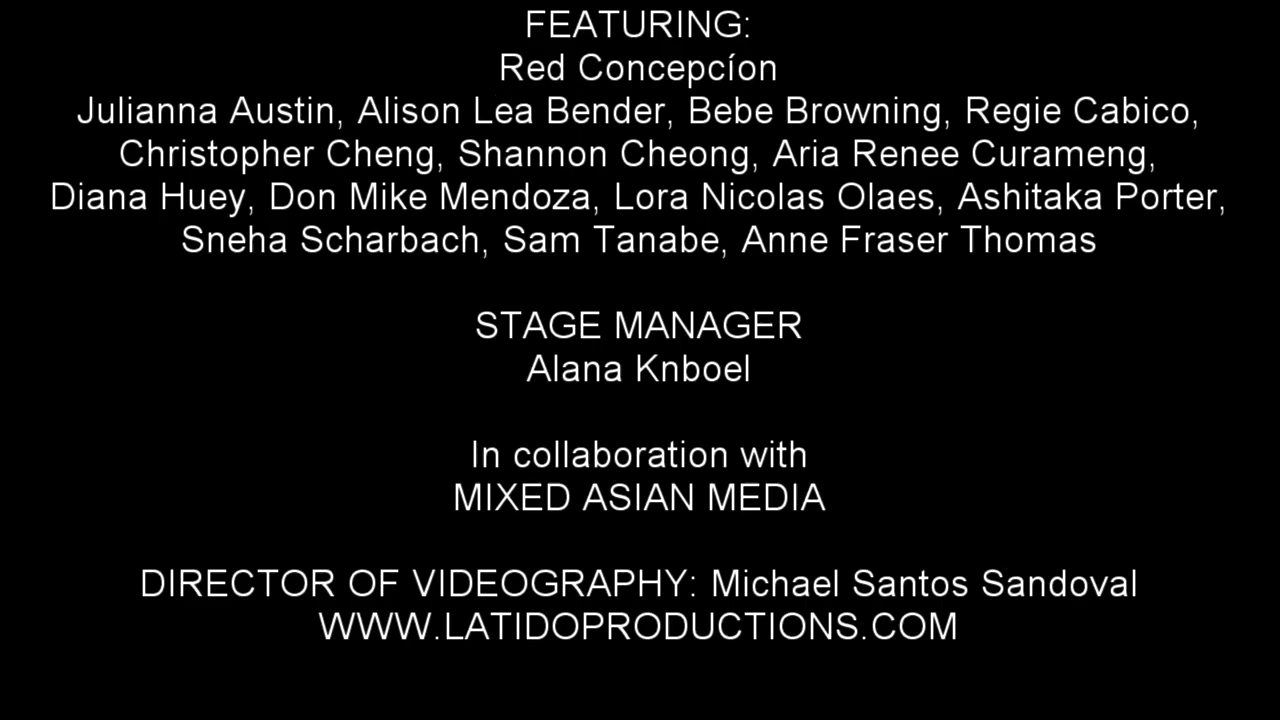 FEATURING:
Red Concepcíon
Julianna Austin, Alison Lea Bender, Bebe Browning, Regie Cabico,
Christopher Cheng, Shannon Cheong, Aria Renee Curameng,
Diana Huey, Don Mike Mendoza, Lora Nicolas Olaes, Ashitaka Porter,
Sneha Scharbach, Sam Tanabe, Anne Fraser Thomas
STAGE MANAGER
Alana Knboel
In collaboration with
MIXED ASIAN MEDIA
DIRECTOR OF VIDEOGRAPHY: Michael Santos Sandoval
WWW.LATIDOPRODUCTIONS.COM